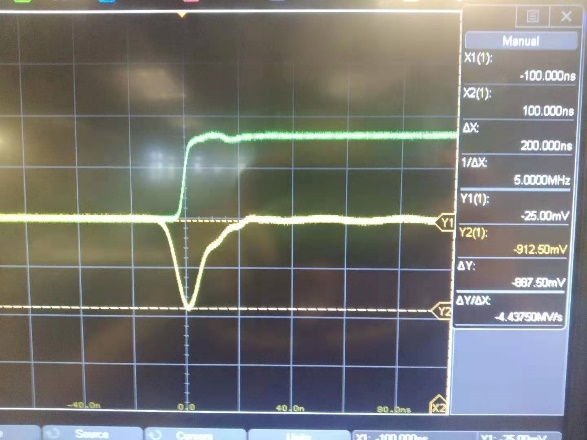 Manual
X1(1):
-100.000ns
X2(1):
100.000ns
ΔX:
200.000ns
1/ΔX:
5.0000MHz
Y1(1):
-25.00mV
Y2(1):
-912.50mV
ΔY:
-887.50mV
ΔY/ΔX:
-4.43750MV/s
Y1
Y2
X2
-40.0n 0.0 40.0n 80.0ns
Source Cursors Units X1: -100.000ns